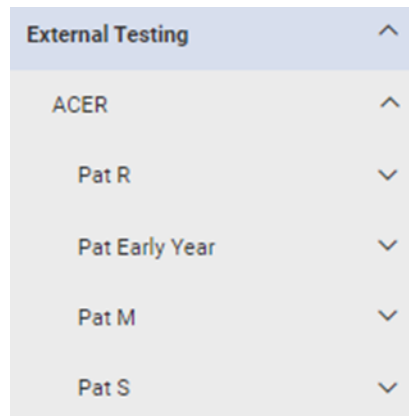 External Testing
ACER
Pat R
Pat Early Year
Pat M
Pat S